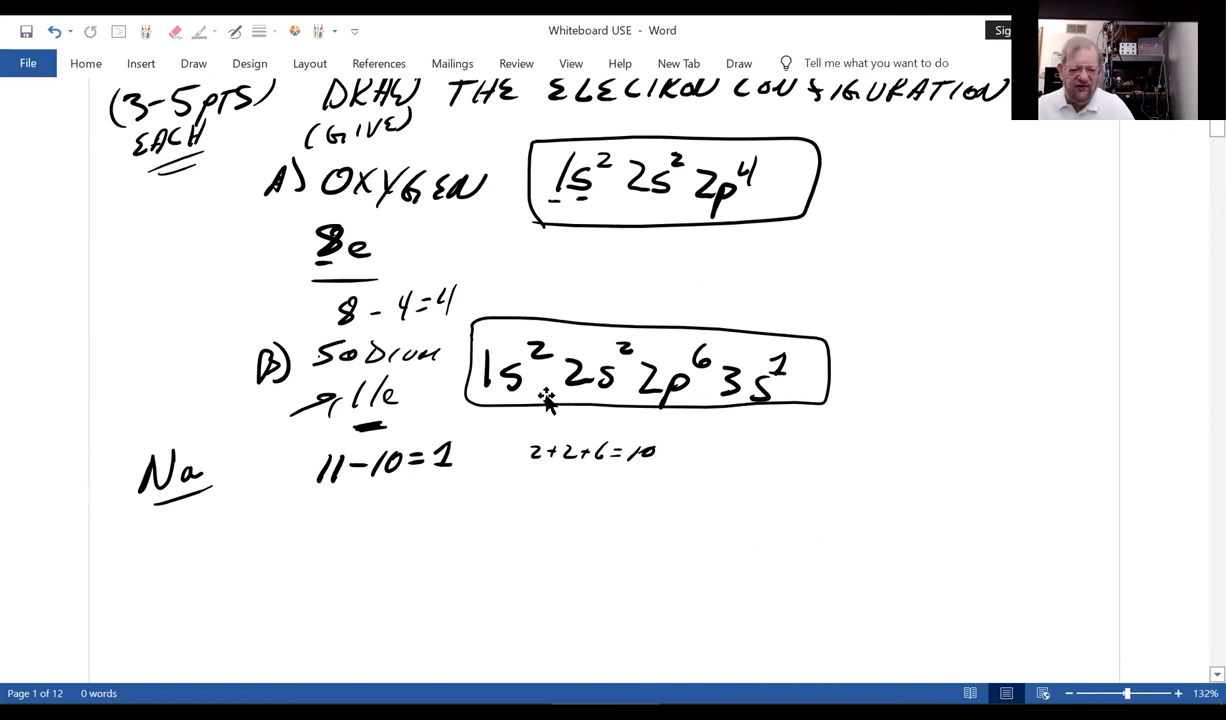 Whiteboard USE - Word
Sig
File Home Insert Draw Design Layout References Mailings Review View Help New Tab Draw Tell me what you want to do
(3-5pts) DRAW THE ELECTRON CONFIGURATION
EACH (GIVE)
A) OXYGEN 1s² 2s² 2p⁴
8e
8 - 4 = 4
B) SODIUM 1s² 2s² 2p⁶ 3s¹
11e
Na 11-10=1 2+2+6=10
Page 1 of 12 0 words 132%